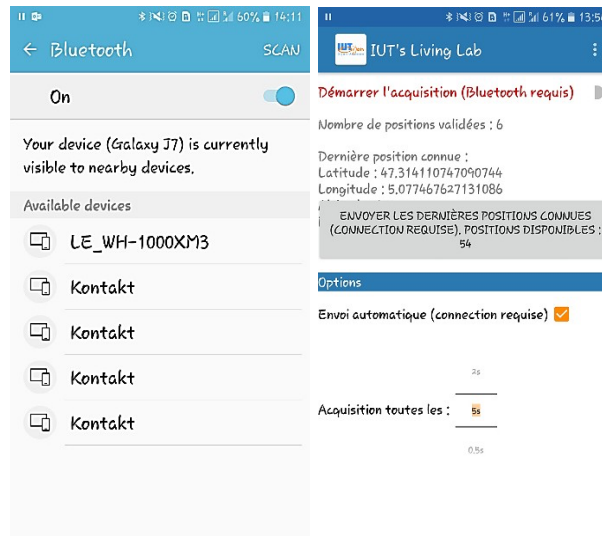 60% 14:11
Bluetooth SCAN
On
Your device (Galaxy J7) is currently
visible to nearby devices.
Available devices
LE_WH-1000XM3
Kontakt
Kontakt
Kontakt
Kontakt
61% 13:56
IUT's Living Lab
Démarrer l'acquisition (Bluetooth requis)
Nombre de positions validées : 6
Dernière position connue :
Latitude : 47.314110747090744
Longitude : 5.077467627131086
ENVOYER LES DERNIÈRES POSITIONS CONNUES
(CONNECTION REQUISE). POSITIONS DISPONIBLES :
54
Options
Envoi automatique (connection requise)
2s
Acquisition toutes les : 5s
0.5s